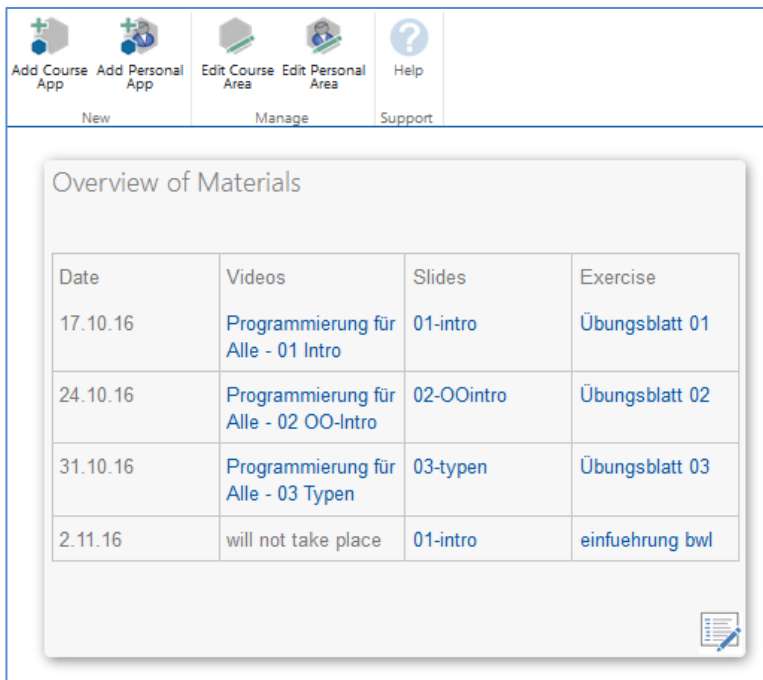 Add Course App
Add Personal App
Edit Course Area
Edit Personal Area
Help
New
Manage
Support
Overview of Materials
Date Videos Slides Exercise
17.10.16 Programmierung für Alle - 01 Intro 01-intro Übungsblatt 01
24.10.16 Programmierung für Alle - 02 OO-Intro 02-OOintro Übungsblatt 02
31.10.16 Programmierung für Alle - 03 Typen 03-typen Übungsblatt 03
2.11.16 will not take place 01-intro einfuehrung bwl